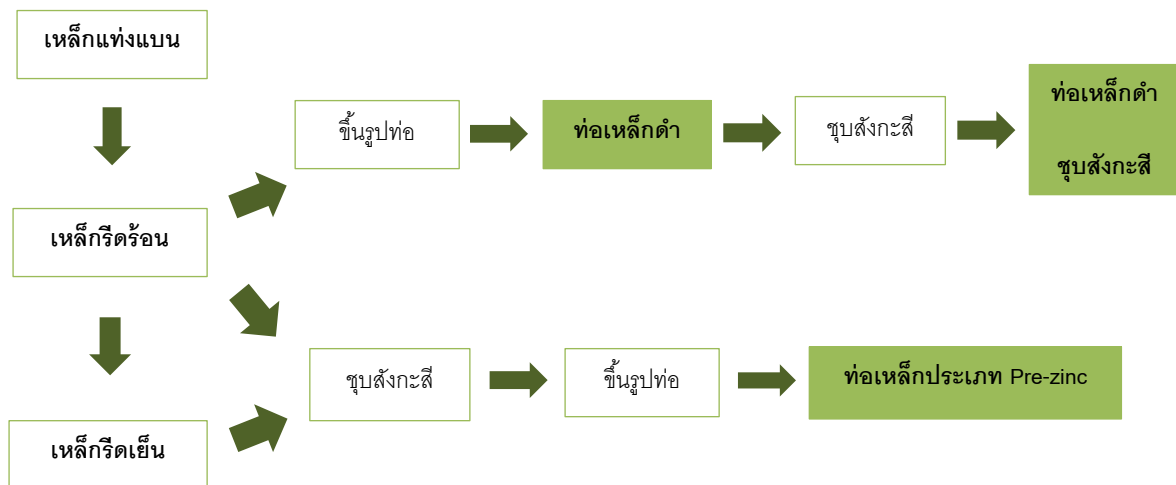 เหล็กแท่งแบน
ขึ้นรูปท่อ
ท่อเหล็กดำ
ชุบสังกะสี
ท่อเหล็กดำ
ชุบสังกะสี
เหล็กรีดร้อน
ชุบสังกะสี
ขึ้นรูปท่อ
ท่อเหล็กประเภท Pre-zinc
เหล็กรีดเย็น